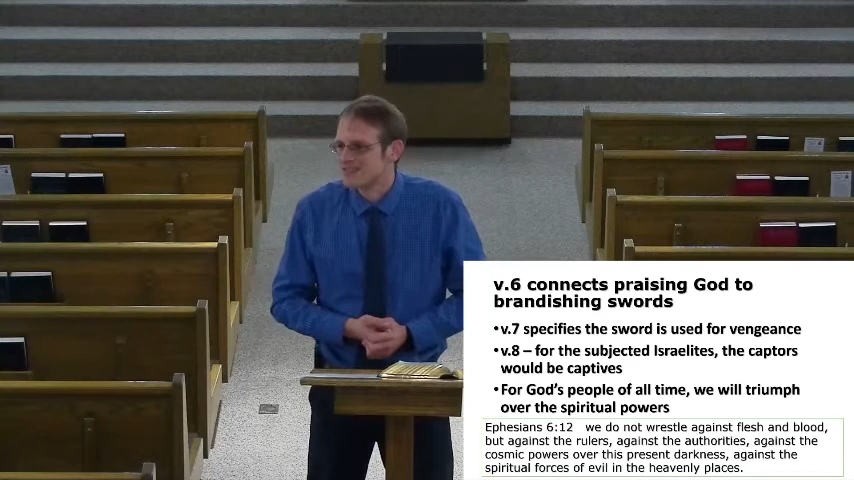 v.6 connects praising God to
brandishing swords
•v.7 specifies the sword is used for vengeance
•v.8 – for the subjected Israelites, the captors
would be captives
•For God's people of all time, we will triumph
over the spiritual powers
Ephesians 6:12 we do not wrestle against flesh and blood,
but against the rulers, against the authorities, against the
cosmic powers over this present darkness, against the
spiritual forces of evil in the heavenly places.